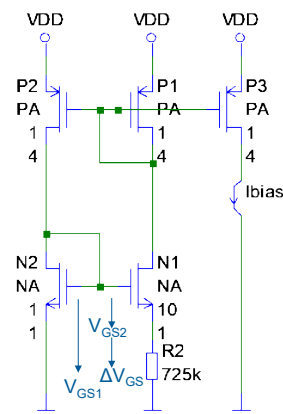 VDD VDD VDD
P2 P1 P3
PA PA PA
1 1 1
4 4 4
Ibias
N2 N1
NA NA
1 10
1 1
VGS2
R2
ΔVGS
725k
VGS1